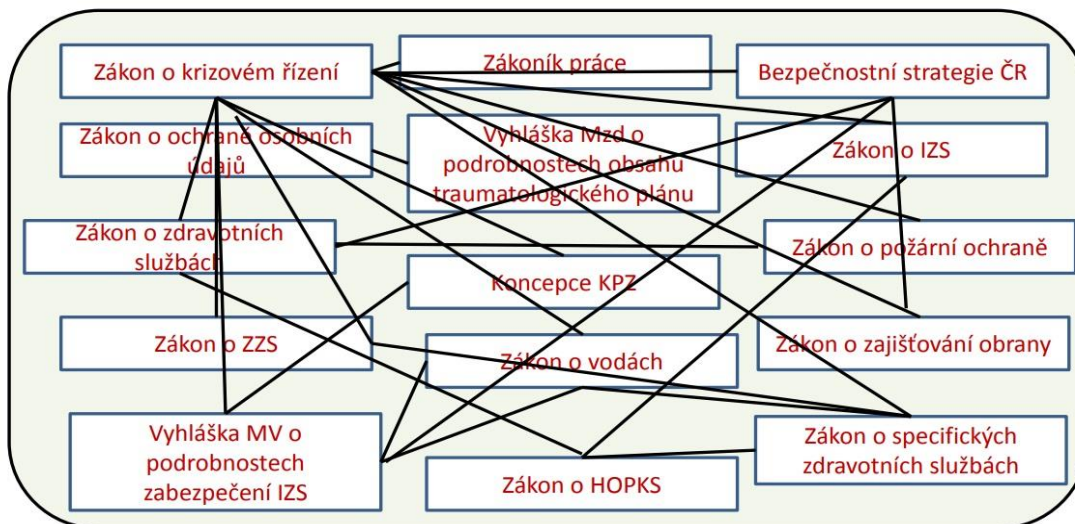 Zákon o krizovém řízení
Zákoník práce
Bezpečnostní strategie ČR
Zákon o ochraně osobních
údajů
Vyhláška Mzd o
podrobnostech obsahu
traumatologického plánu
Zákon o IZS
Zákon o zdravotních
službách
Koncepce KPZ
Zákon o požární ochraně
Zákon o ZZS
Zákon o vodách
Zákon o zajišťování obrany
Vyhláška MV o
podrobnostech
zabezpečení IZS
Zákon o HOPKS
Zákon o specifických
zdravotních službách